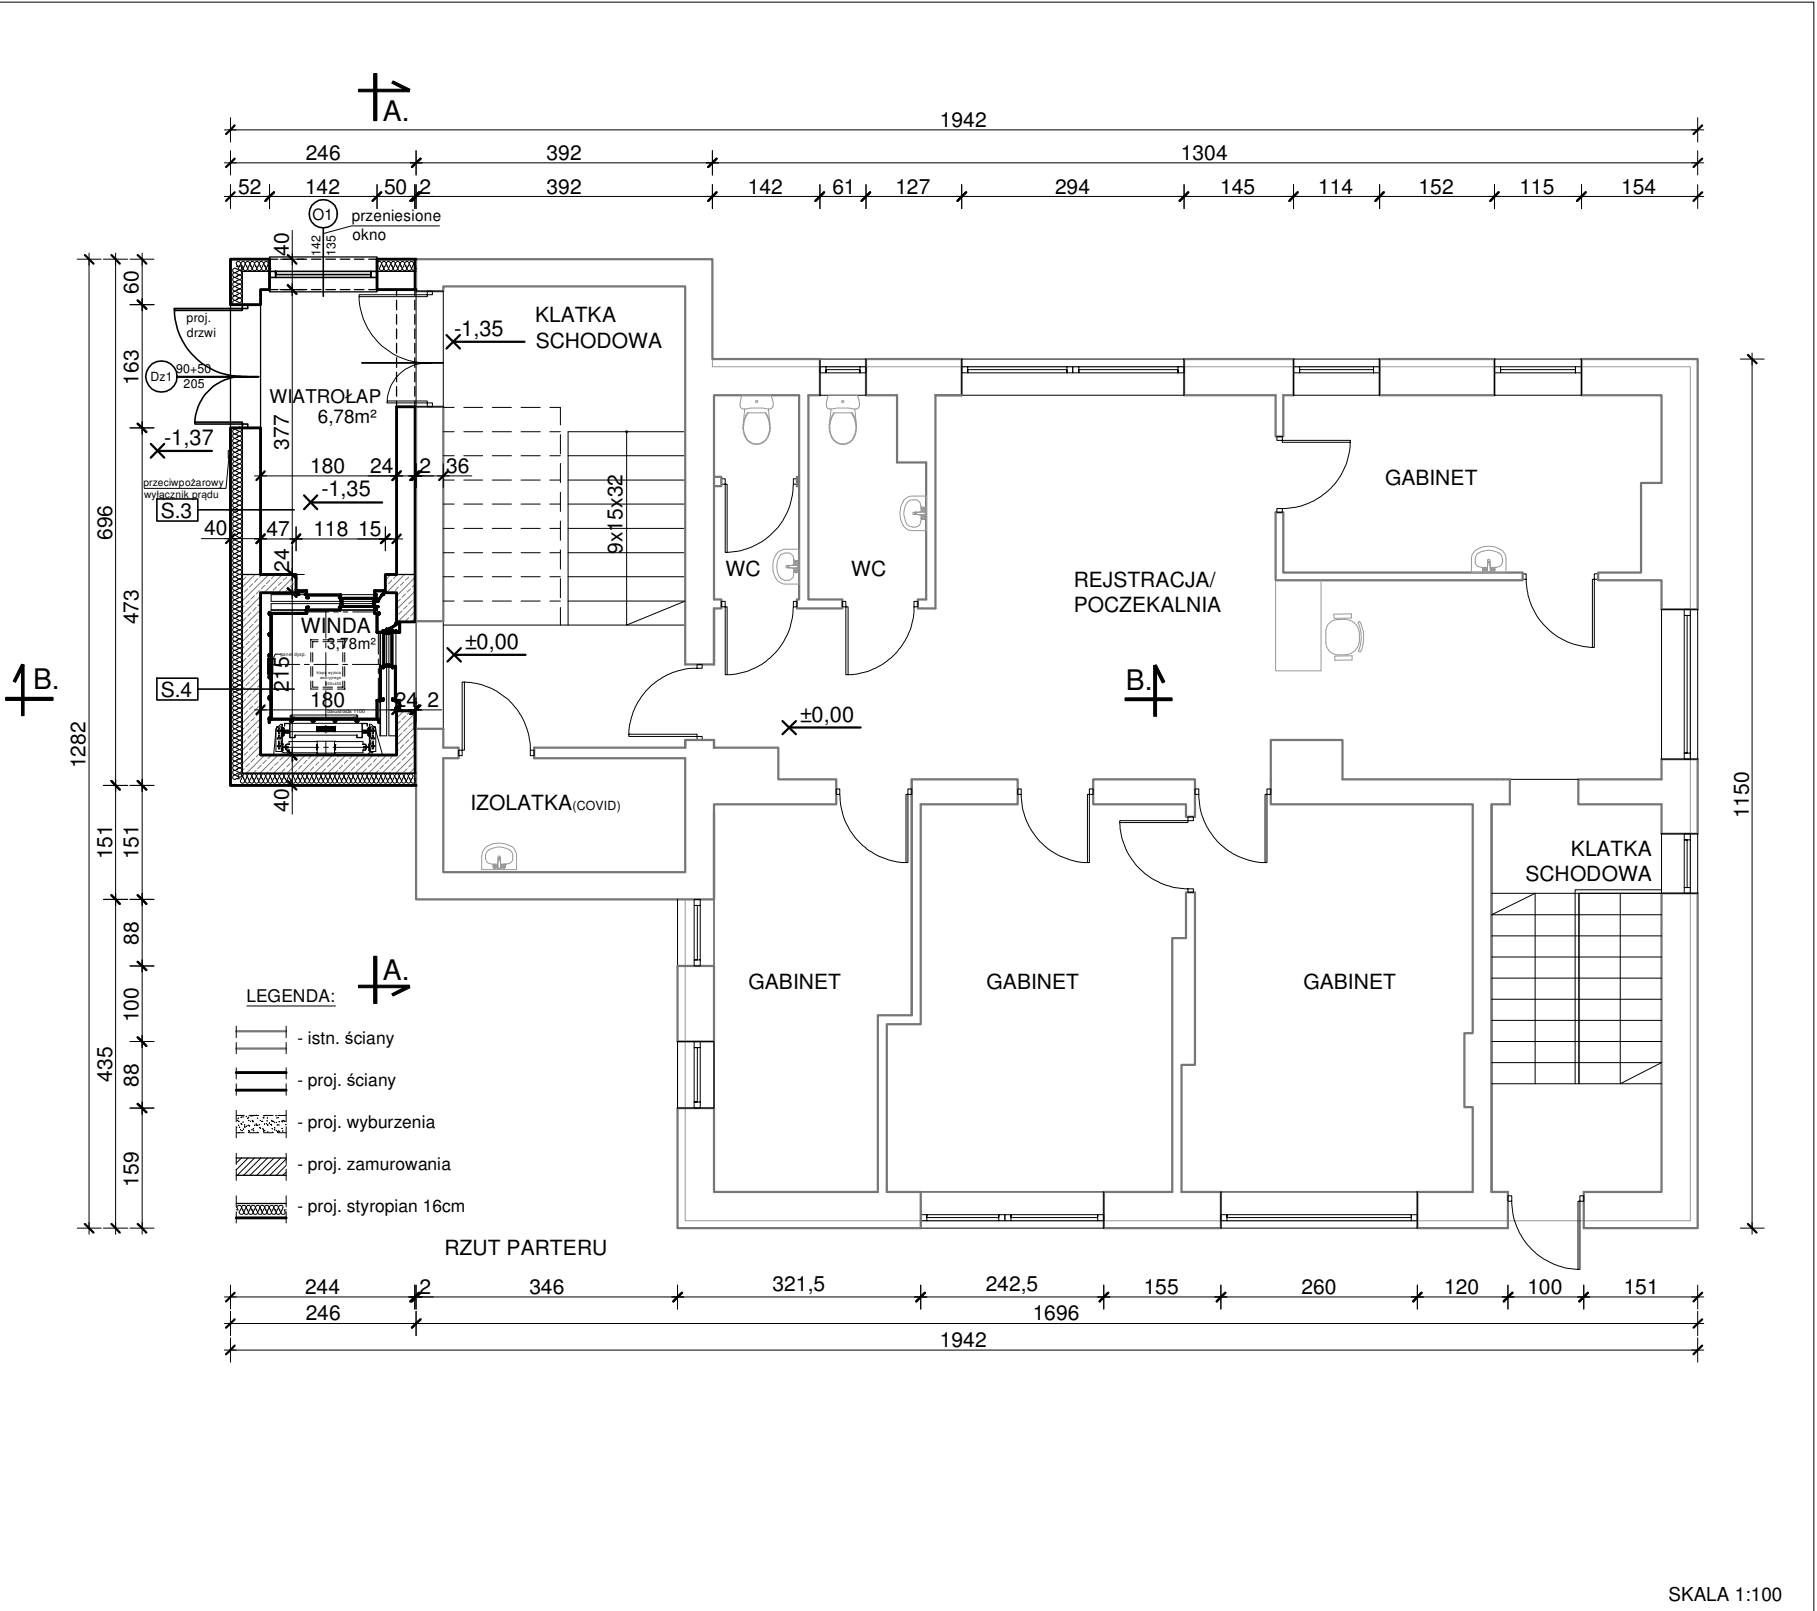 A.
1942
246 392 1304
52 142 50 2 392 142 61 127 294 145 114 152 115 154
O1 przeniesione
okno
142
135
40
60
proj.
drzwi
KLATKA
SCHODOWA
-1,35
163
Dz1 90+50
205
WIATROŁAP
6,78m²
377
-1,37
180 24 2 36
przeciwpożarowy
wyłącznik prądu
-1,35
S.3
40 47 118 15
24
9x15x32
GABINET
WC
WC
REJSTRACJA/
POCZEKALNIA
696
473
WINDA
3,78m²
215
±0,00
B.
S.4
180 24 2
B.
±0,00
1282
40
IZOLATKA(COVID)
151
151
1150
KLATKA
SCHODOWA
88
A.
GABINET
GABINET
GABINET
100
435
88
159
LEGENDA:
- istn. ściany
- proj. ściany
- proj. wyburzenia
- proj. zamurowania
- proj. styropian 16cm
RZUT PARTERU
244 2 346 321,5 242,5 155 260 120 100 151
246 1696
1942
SKALA 1:100